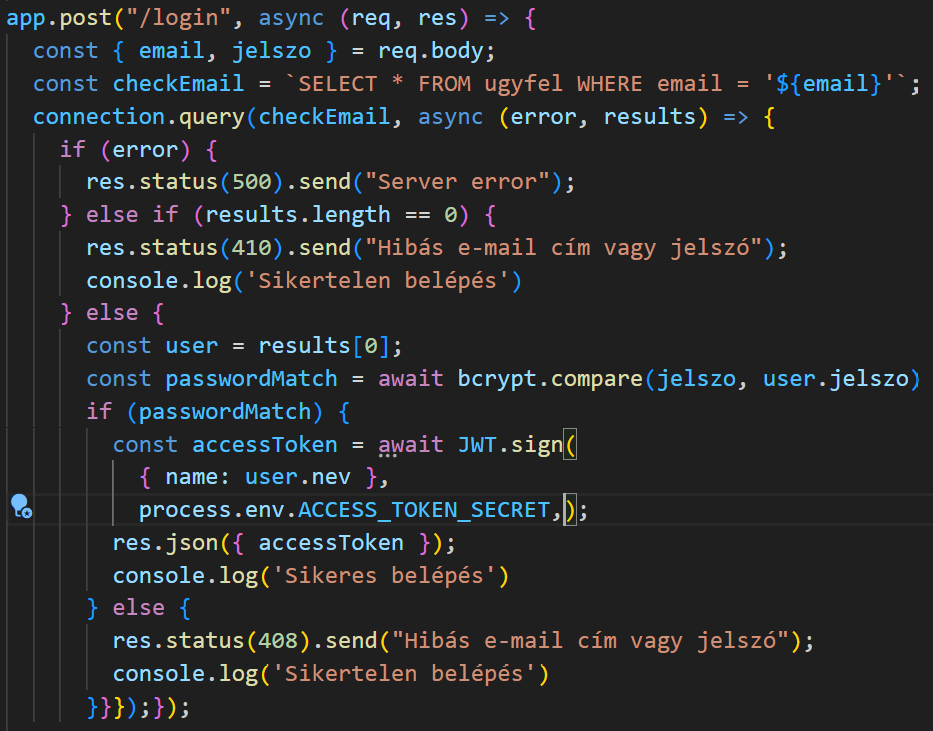 app.post("/login", async (req, res) => {
  const { email, jelszo } = req.body;
  const checkEmail = `SELECT * FROM ugyfel WHERE email = '${email}'`;
  connection.query(checkEmail, async (error, results) => {
    if (error) {
      res.status(500).send("Server error");
    } else if (results.length == 0) {
      res.status(410).send("Hibás e-mail cím vagy jelszó");
      console.log('Sikertelen belépés')
    } else {
      const user = results[0];
      const passwordMatch = await bcrypt.compare(jelszo, user.jelszo)
      if (passwordMatch) {
        const accessToken = await JWT.sign(
          { name: user.nev },
          process.env.ACCESS_TOKEN_SECRET,);
        res.json({ accessToken });
        console.log('Sikeres belépés')
      } else {
        res.status(408).send("Hibás e-mail cím vagy jelszó");
        console.log('Sikertelen belépés')
      }}});});